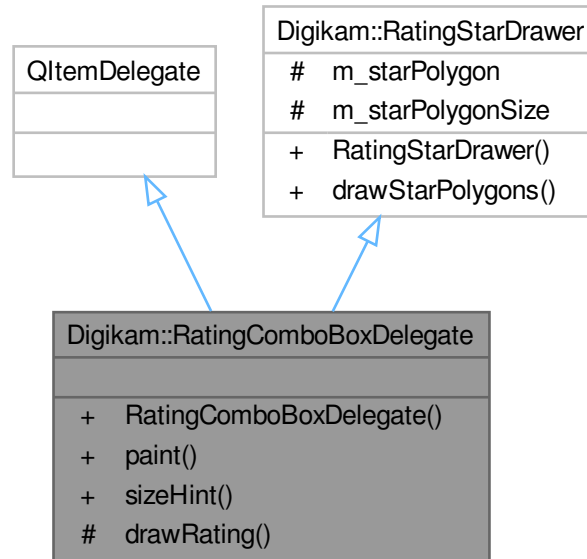 QItemDelegate
Digikam::RatingStarDrawer
# m_starPolygon
# m_starPolygonSize
+ RatingStarDrawer()
+ drawStarPolygons()
Digikam::RatingComboBoxDelegate
+ RatingComboBoxDelegate()
+ paint()
+ sizeHint()
# drawRating()